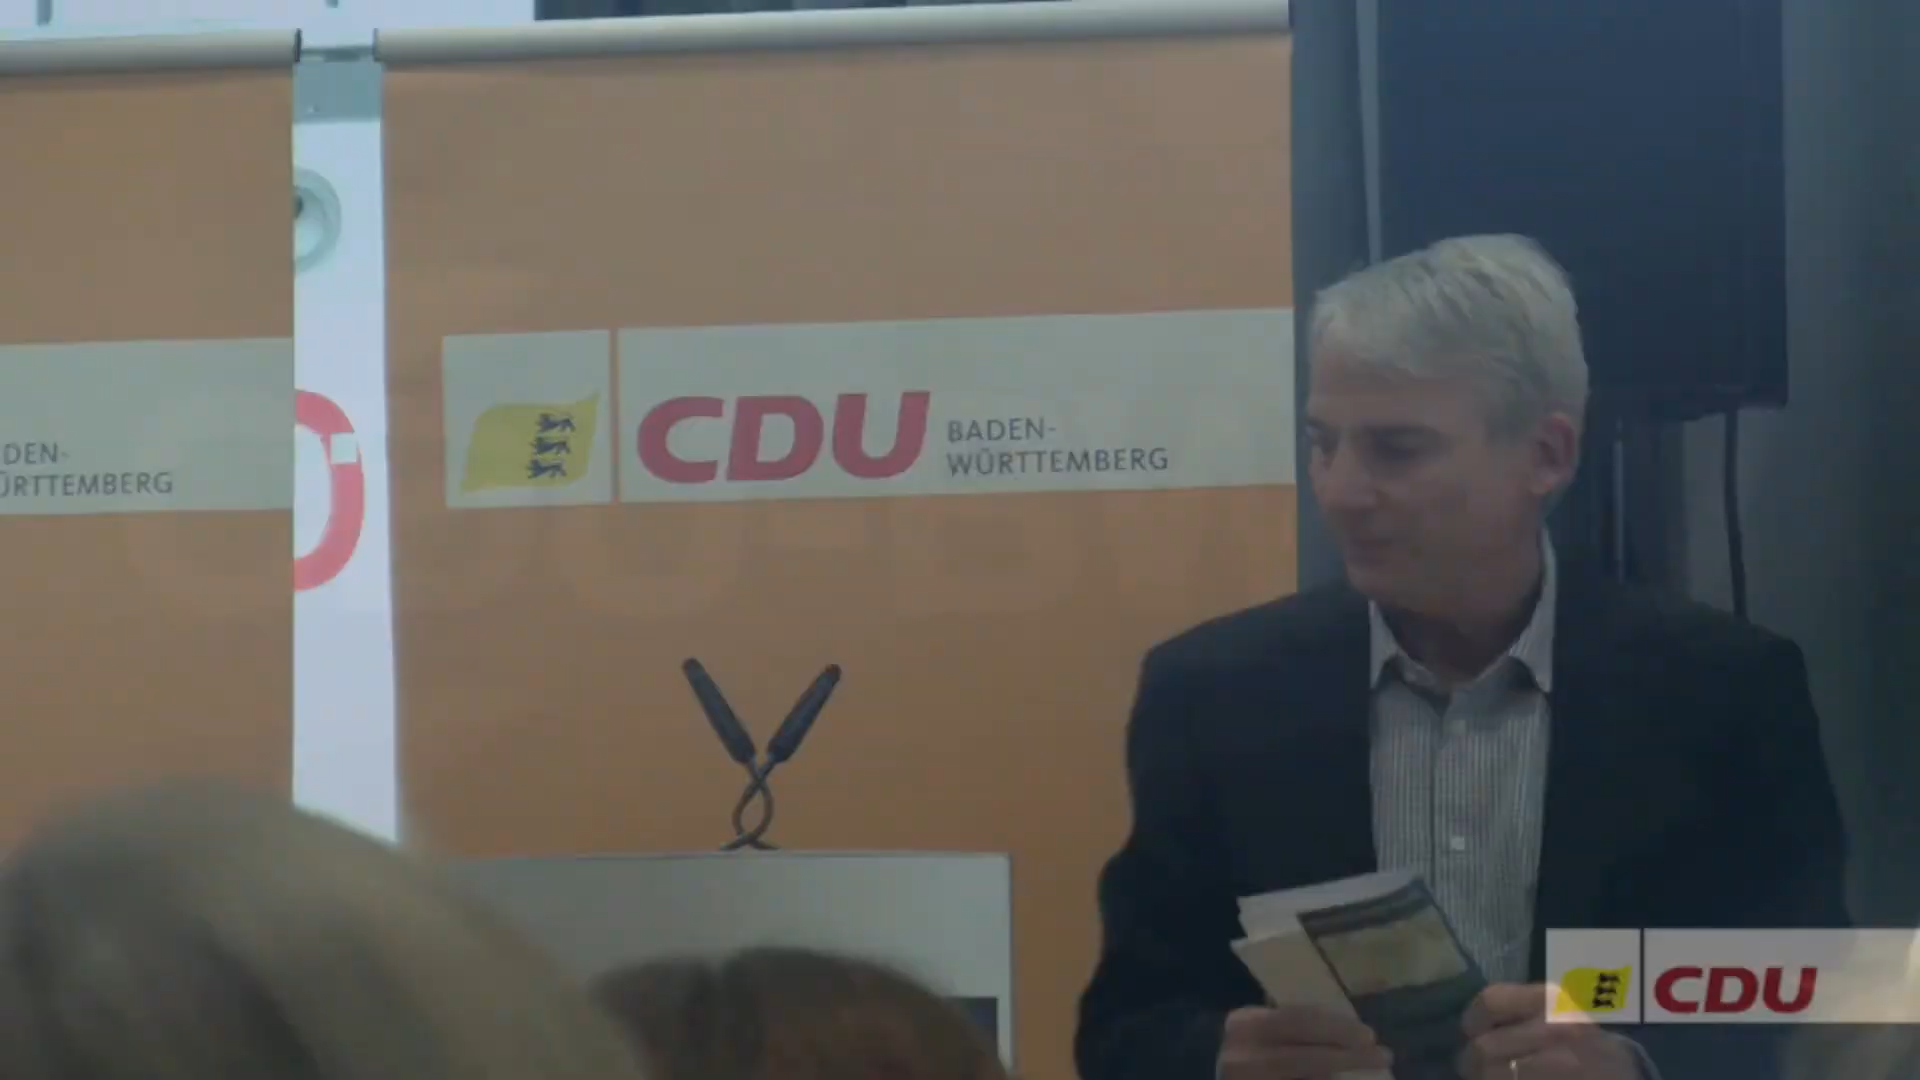 DEN-
ÜRTTEMBERG
CDU BADEN-
WÜRTTEMBERG
CDU